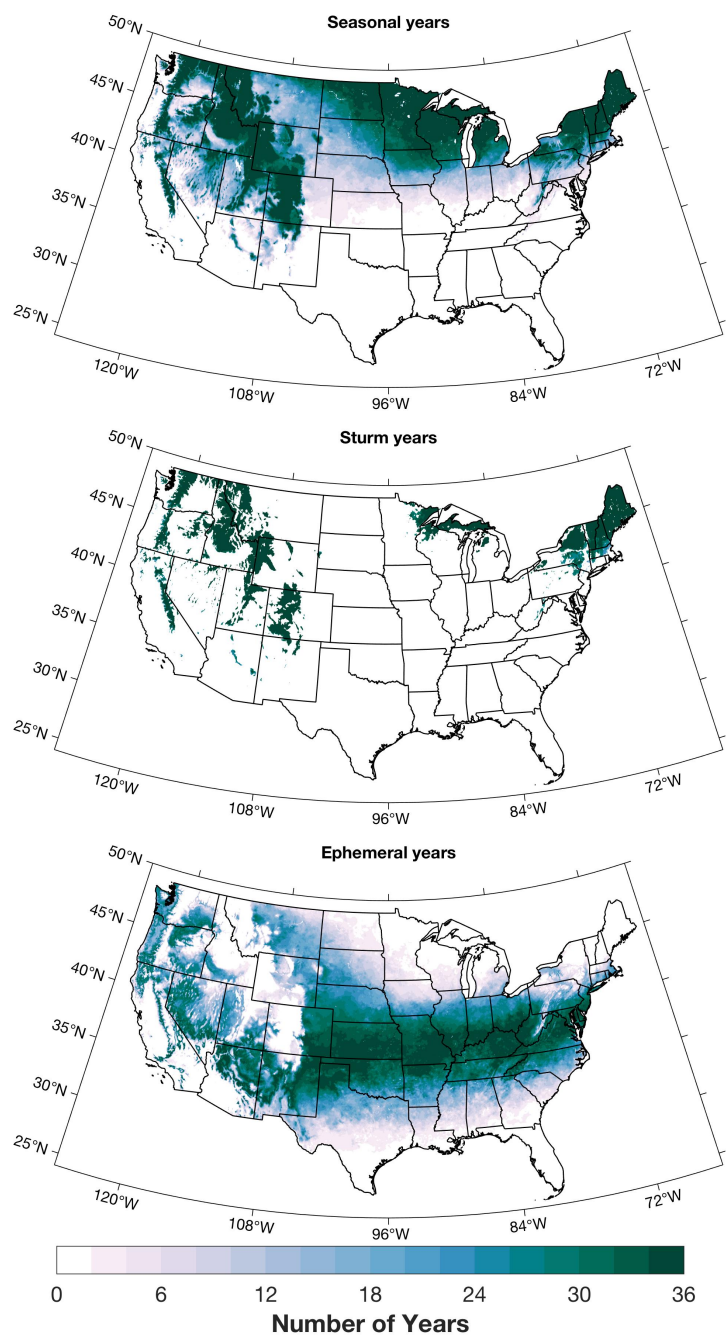 Seasonal years
50°N
45°N
40°N
35°N
30°N
25°N
120°W
108°W
96°W
84°W
72°W
Sturm years
50°N
45°N
40°N
35°N
30°N
25°N
120°W
108°W
96°W
84°W
72°W
Ephemeral years
50°N
45°N
40°N
35°N
30°N
25°N
120°W
108°W
96°W
84°W
72°W
0 6 12 18 24 30 36
Number of Years